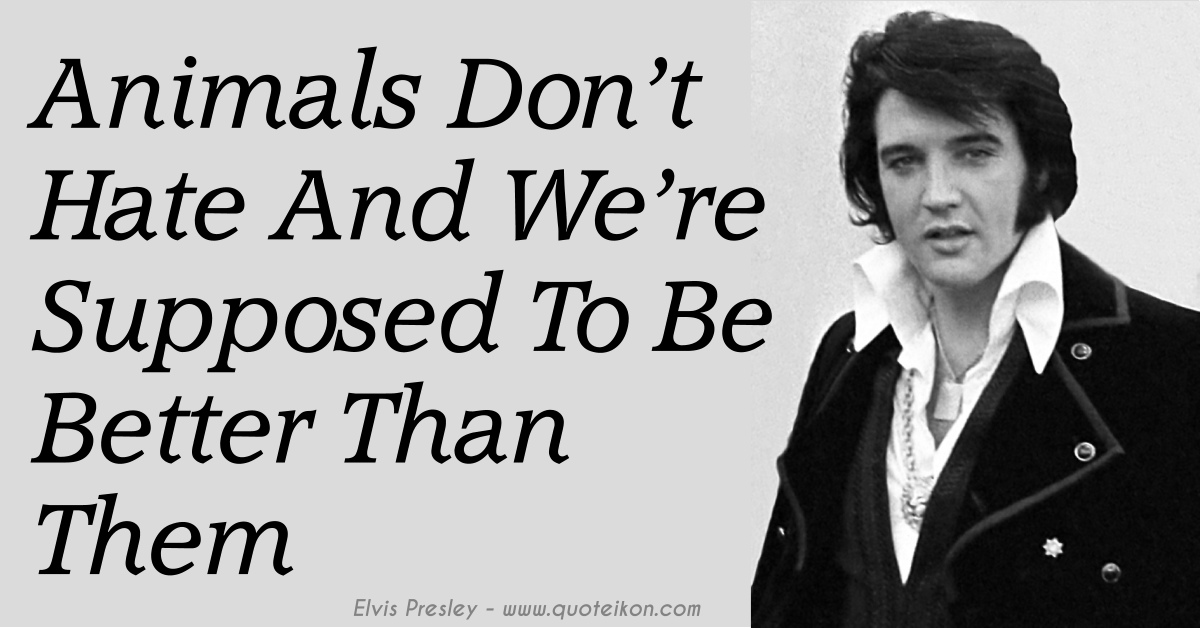 Animals Don’t
Hate And We’re
Supposed To Be
Better Than
Them
Elvis Presley - www.quoteikon.com